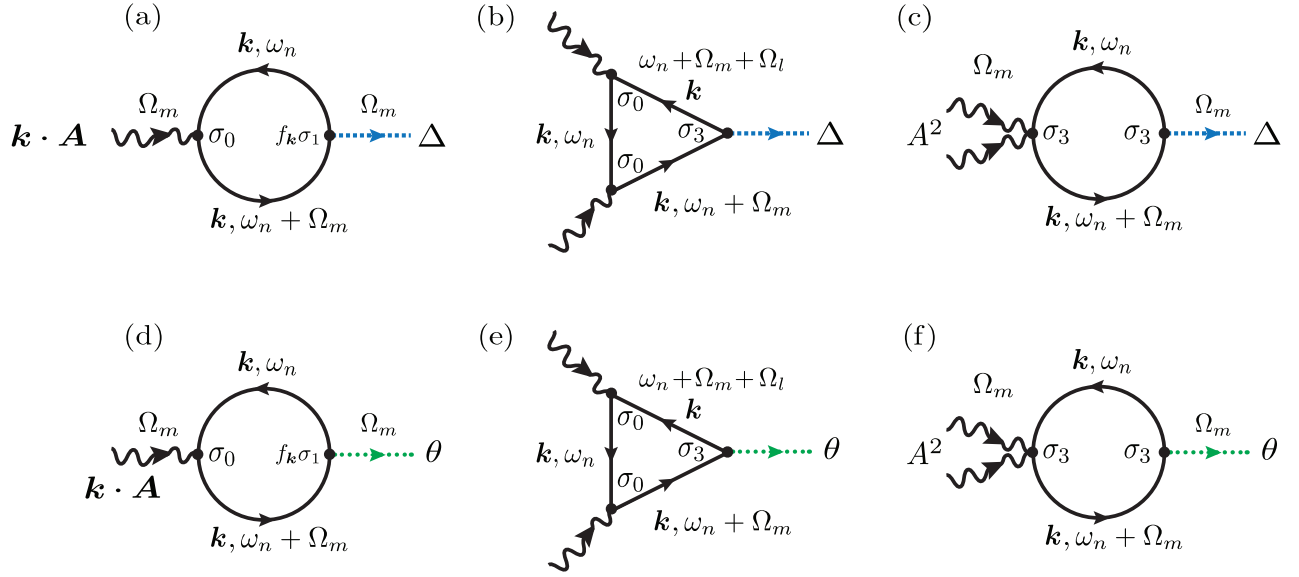 (a)
k, ωₙ
Ωₘ
Ωₘ
k · A
σ₀
fₖσ₁
Δ
k, ωₙ + Ωₘ
(b)
ωₙ + Ωₘ + Ωₗ
k
σ₀
k, ωₙ
σ₃
Δ
σ₀
k, ωₙ + Ωₘ
(c)
k, ωₙ
Ωₘ
Ωₘ
A²
σ₃
σ₃
Δ
k, ωₙ + Ωₘ
(d)
k, ωₙ
Ωₘ
Ωₘ
σ₀
fₖσ₁
θ
k · A
k, ωₙ + Ωₘ
(e)
ωₙ + Ωₘ + Ωₗ
k
σ₀
k, ωₙ
σ₃
θ
σ₀
k, ωₙ + Ωₘ
(f)
k, ωₙ
Ωₘ
Ωₘ
A²
σ₃
σ₃
θ
k, ωₙ + Ωₘ